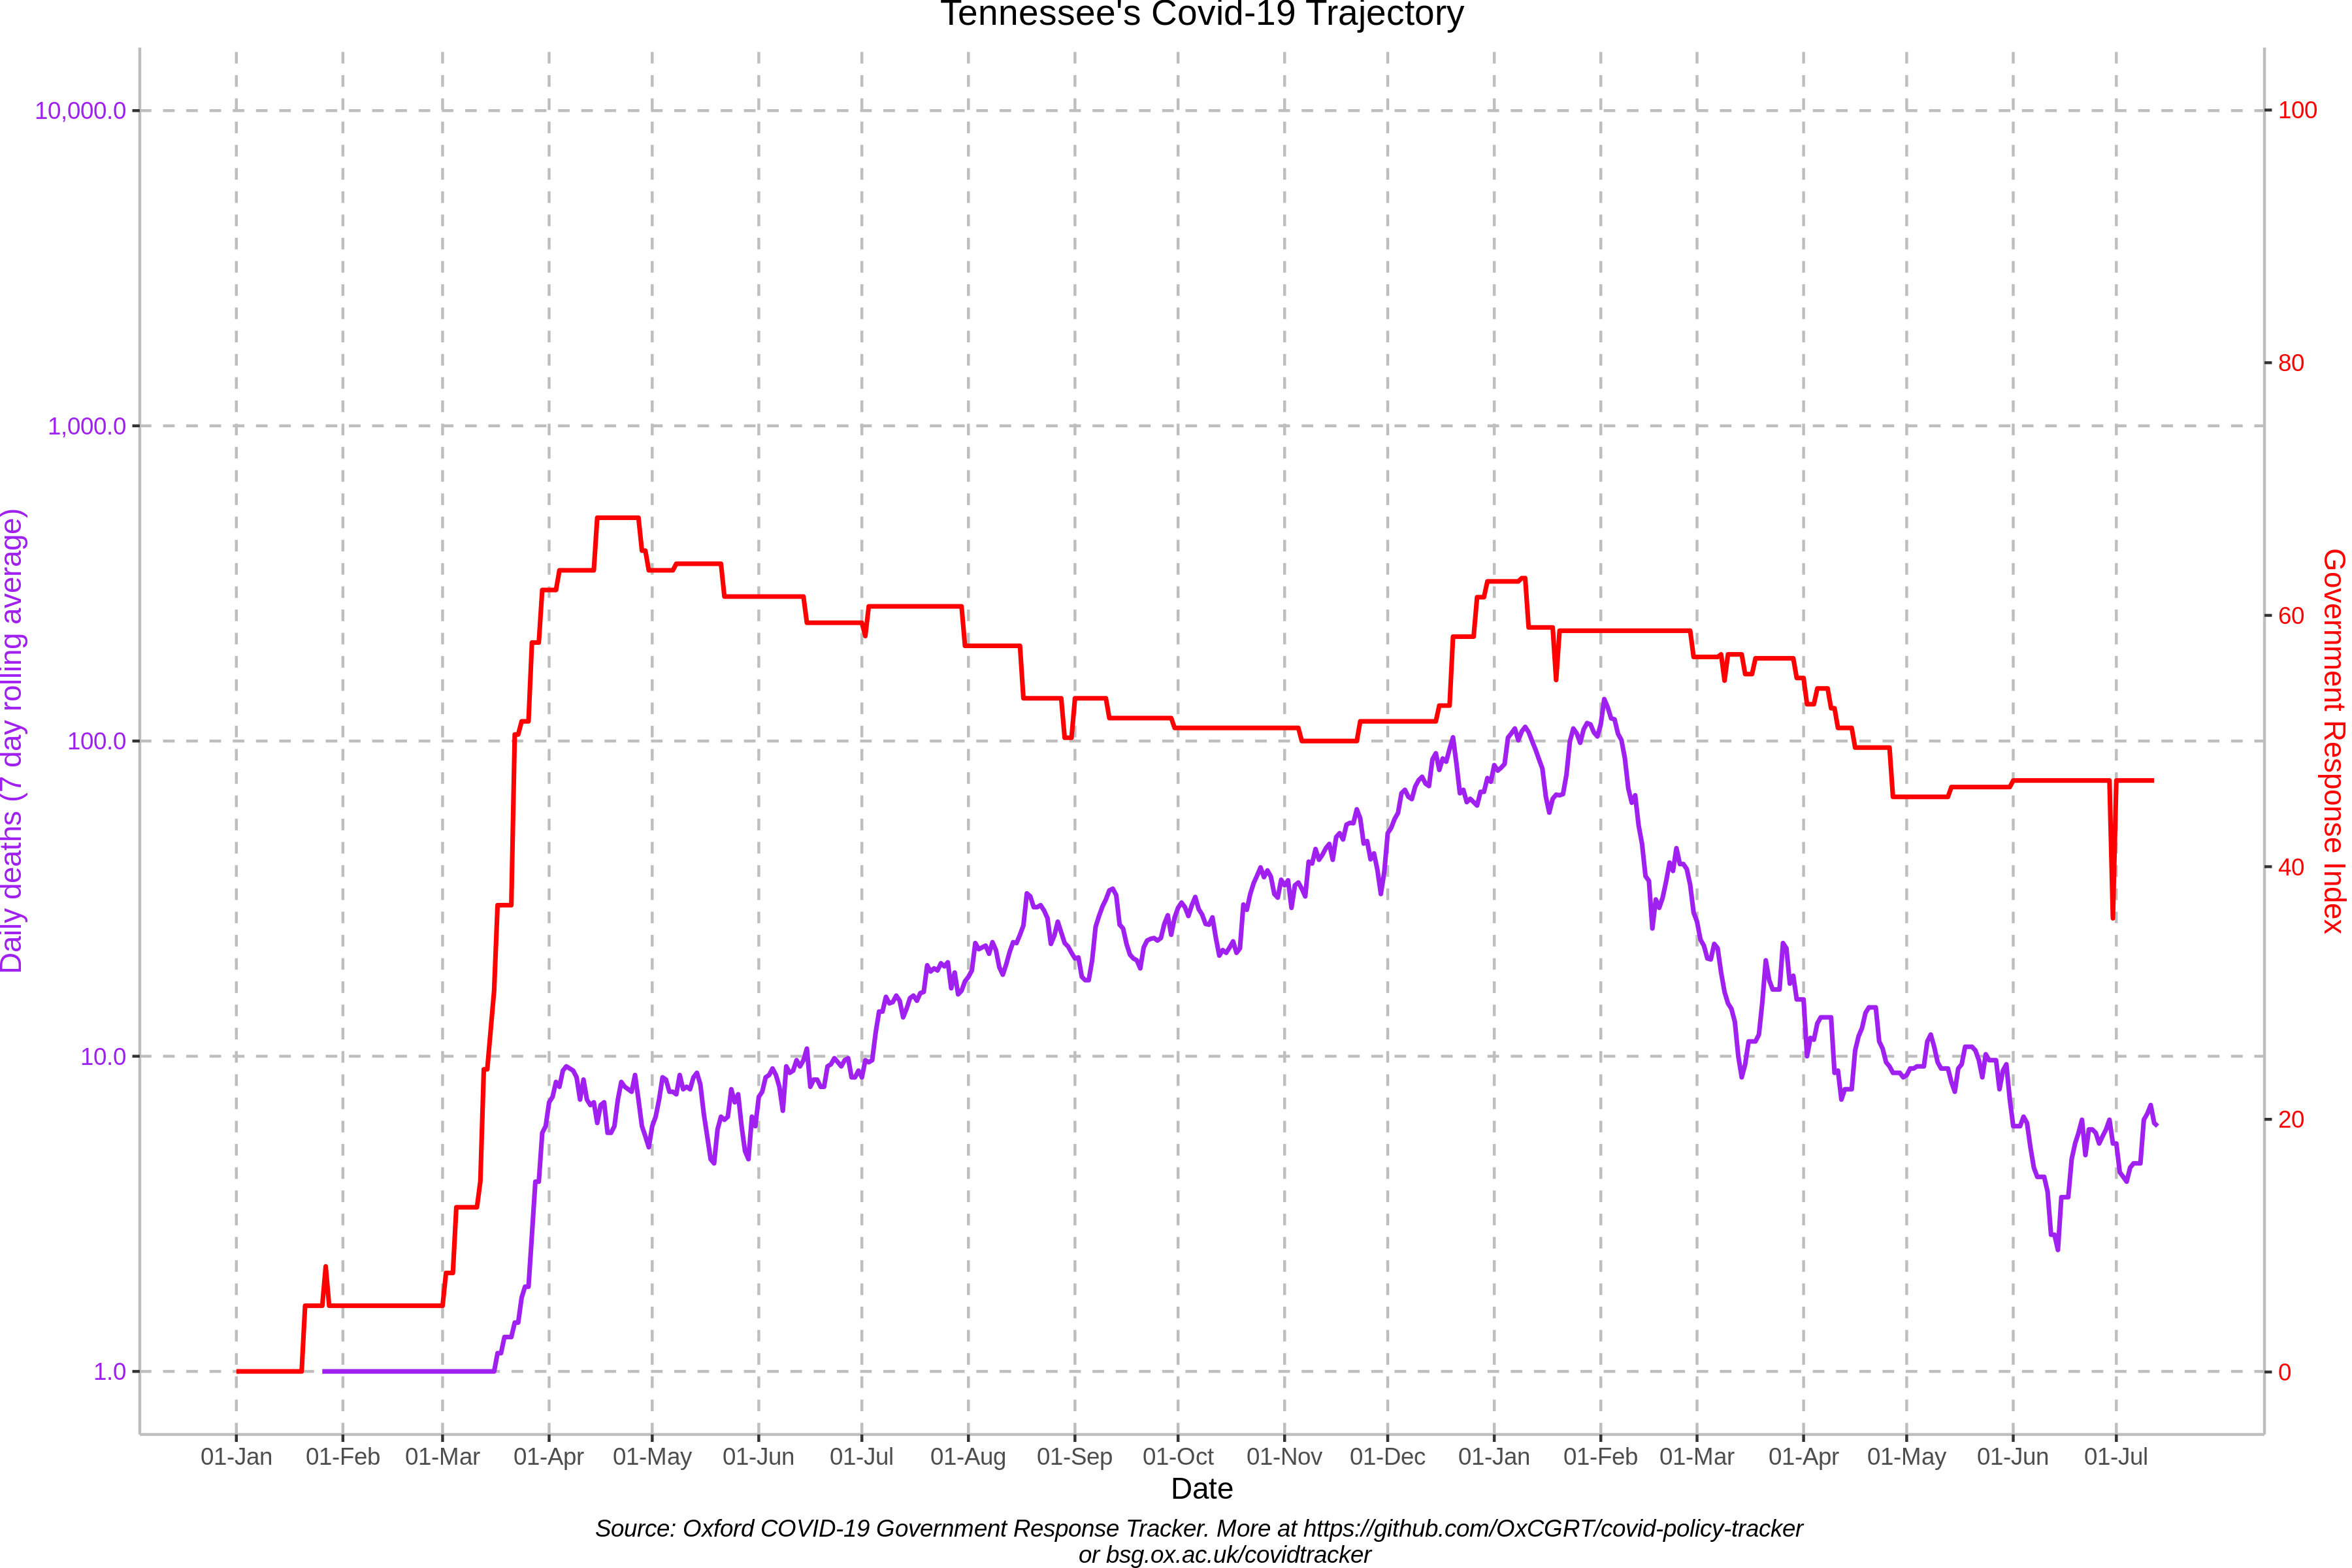 Tennessee's Covid-19 Trajectory
10,000.0
1,000.0
100.0
10.0
1.0
Daily deaths (7 day rolling average)
100
80
60
40
20
0
Government Response Index
01-Jan 01-Feb 01-Mar 01-Apr 01-May 01-Jun 01-Jul 01-Aug 01-Sep 01-Oct 01-Nov 01-Dec 01-Jan 01-Feb 01-Mar 01-Apr 01-May 01-Jun 01-Jul
Date
Source: Oxford COVID-19 Government Response Tracker. More at https://github.com/OxCGRT/covid-policy-tracker
or bsg.ox.ac.uk/covidtracker